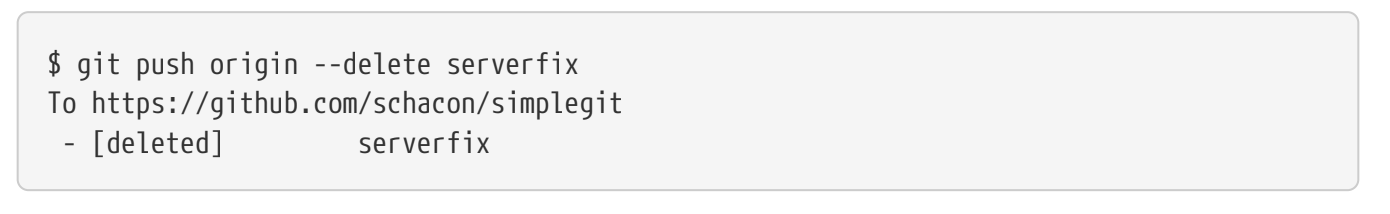 $ git push origin --delete serverfix
To https://github.com/schacon/simplegit
 - [deleted]         serverfix